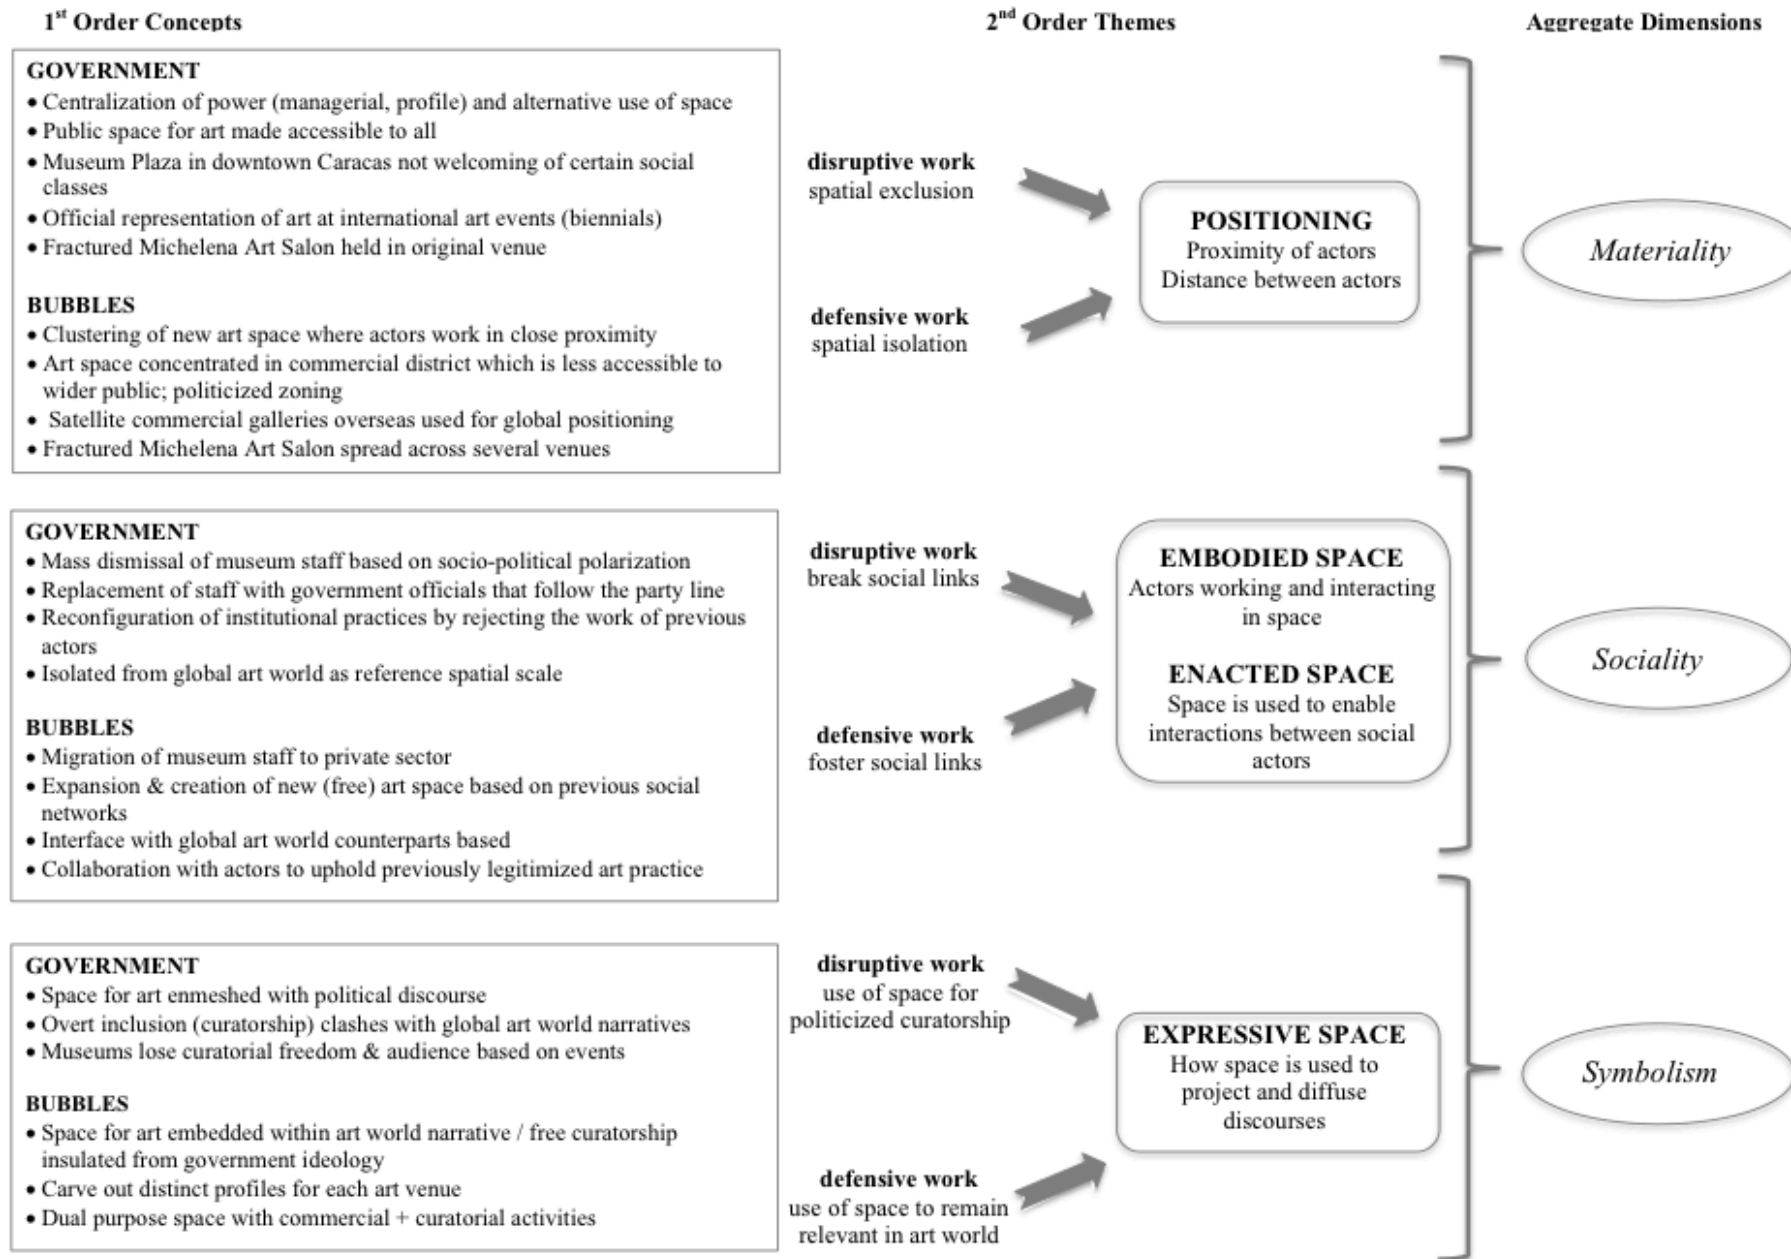 1st Order Concepts
2nd Order Themes
Aggregate Dimensions
GOVERNMENT
• Centralization of power (managerial, profile) and alternative use of space
• Public space for art made accessible to all
• Museum Plaza in downtown Caracas not welcoming of certain social
classes
• Official representation of art at international art events (biennials)
• Fractured Michelena Art Salon held in original venue
BUBBLES
• Clustering of new art space where actors work in close proximity
• Art space concentrated in commercial district which is less accessible to
wider public; politicized zoning
• Satellite commercial galleries overseas used for global positioning
• Fractured Michelena Art Salon spread across several venues
disruptive work
spatial exclusion
defensive work
spatial isolation
POSITIONING
Proximity of actors
Distance between actors
Materiality
GOVERNMENT
• Mass dismissal of museum staff based on socio-political polarization
• Replacement of staff with government officials that follow the party line
• Reconfiguration of institutional practices by rejecting the work of previous
actors
• Isolated from global art world as reference spatial scale
BUBBLES
• Migration of museum staff to private sector
• Expansion & creation of new (free) art space based on previous social
networks
• Interface with global art world counterparts based
• Collaboration with actors to uphold previously legitimized art practice
disruptive work
break social links
defensive work
foster social links
EMBODIED SPACE
Actors working and interacting
in space
ENACTED SPACE
Space is used to enable
interactions between social
actors
Sociality
GOVERNMENT
• Space for art enmeshed with political discourse
• Overt inclusion (curatorship) clashes with global art world narratives
• Museums lose curatorial freedom & audience based on events
BUBBLES
• Space for art embedded within art world narrative / free curatorship
insulated from government ideology
• Carve out distinct profiles for each art venue
• Dual purpose space with commercial + curatorial activities
disruptive work
use of space for
politicized curatorship
defensive work
use of space to remain
relevant in art world
EXPRESSIVE SPACE
How space is used to
project and diffuse
discourses
Symbolism